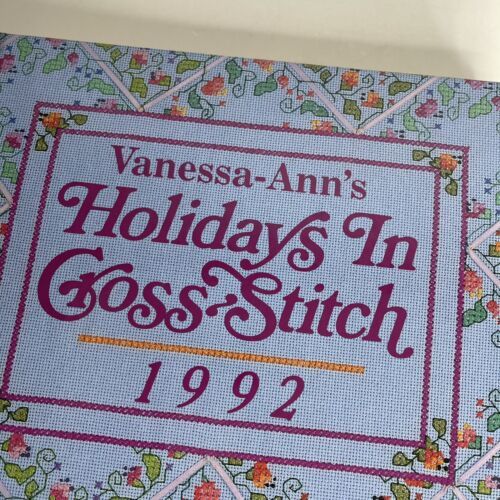 Vanessa-Ann's
Holidays In
Cross-Stitch
1992